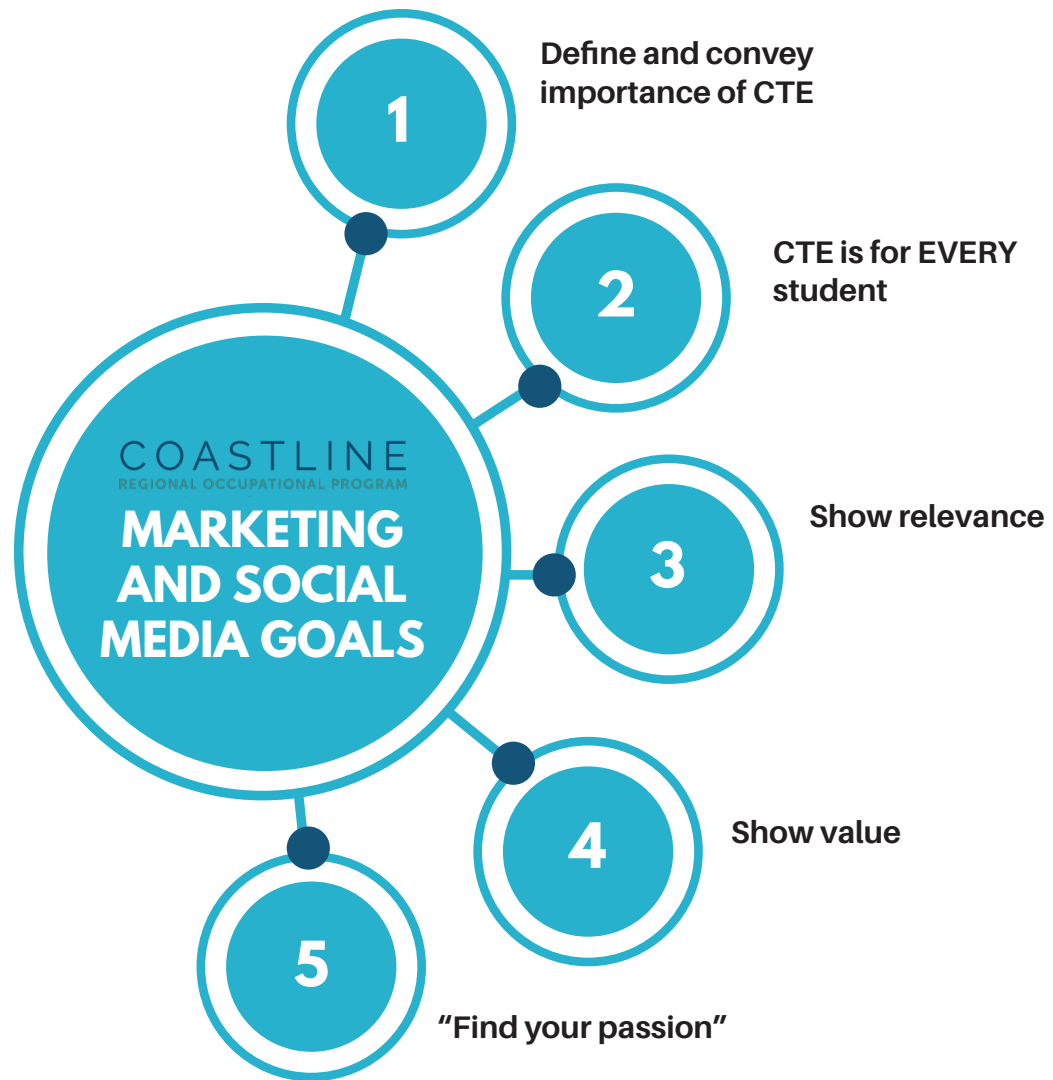 1
Define and convey
importance of CTE
2
CTE is for EVERY
student
COASTLINE
REGIONAL OCCUPATIONAL PROGRAM
MARKETING
AND SOCIAL
MEDIA GOALS
3
Show relevance
4
Show value
5
“Find your passion”